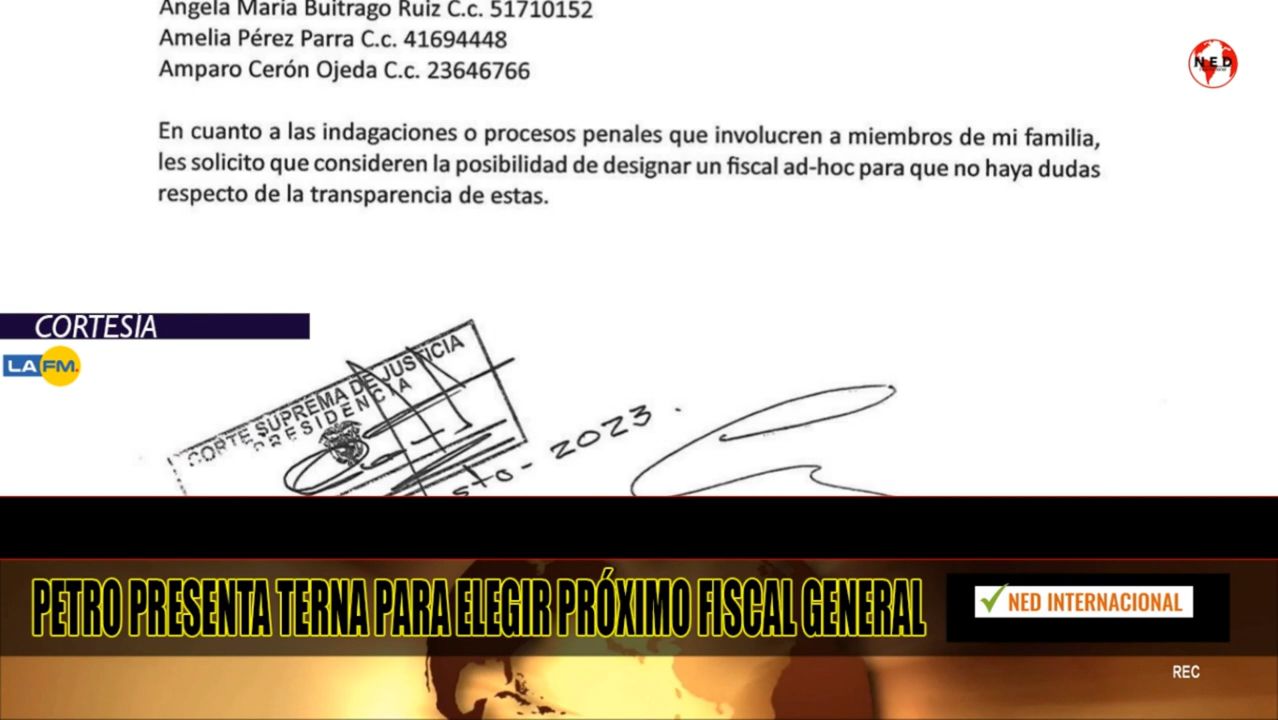 Angela María Buitrago Ruiz C.c. 51710152
Amelia Pérez Parra C.c. 41694448
Amparo Cerón Ojeda C.c. 23646766
NED
En cuanto a las indagaciones o procesos penales que involucren a miembros de mi familia,
les solicito que consideren la posibilidad de designar un fiscal ad-hoc para que no haya dudas
respecto de la transparencia de estas.
CORTESÍA
LA FM.
CORTE SUPREMA DE JUSTICIA
PRESIDENCIA
sto - 2023.
PETRO PRESENTA TERNA PARA ELEGIR PRÓXIMO FISCAL GENERAL
NED INTERNACIONAL
REC